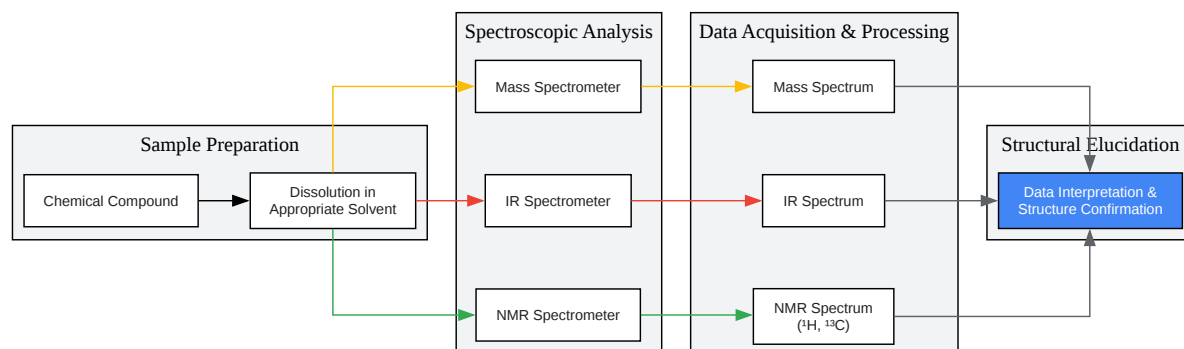 Spectroscopic Analysis
Data Acquisition & Processing
Mass Spectrometer
Mass Spectrum
Sample Preparation
Structural Elucidation
Chemical Compound
Dissolution in
Appropriate Solvent
IR Spectrometer
IR Spectrum
Data Interpretation &
Structure Confirmation
NMR Spectrometer
NMR Spectrum
(¹H, ¹³C)